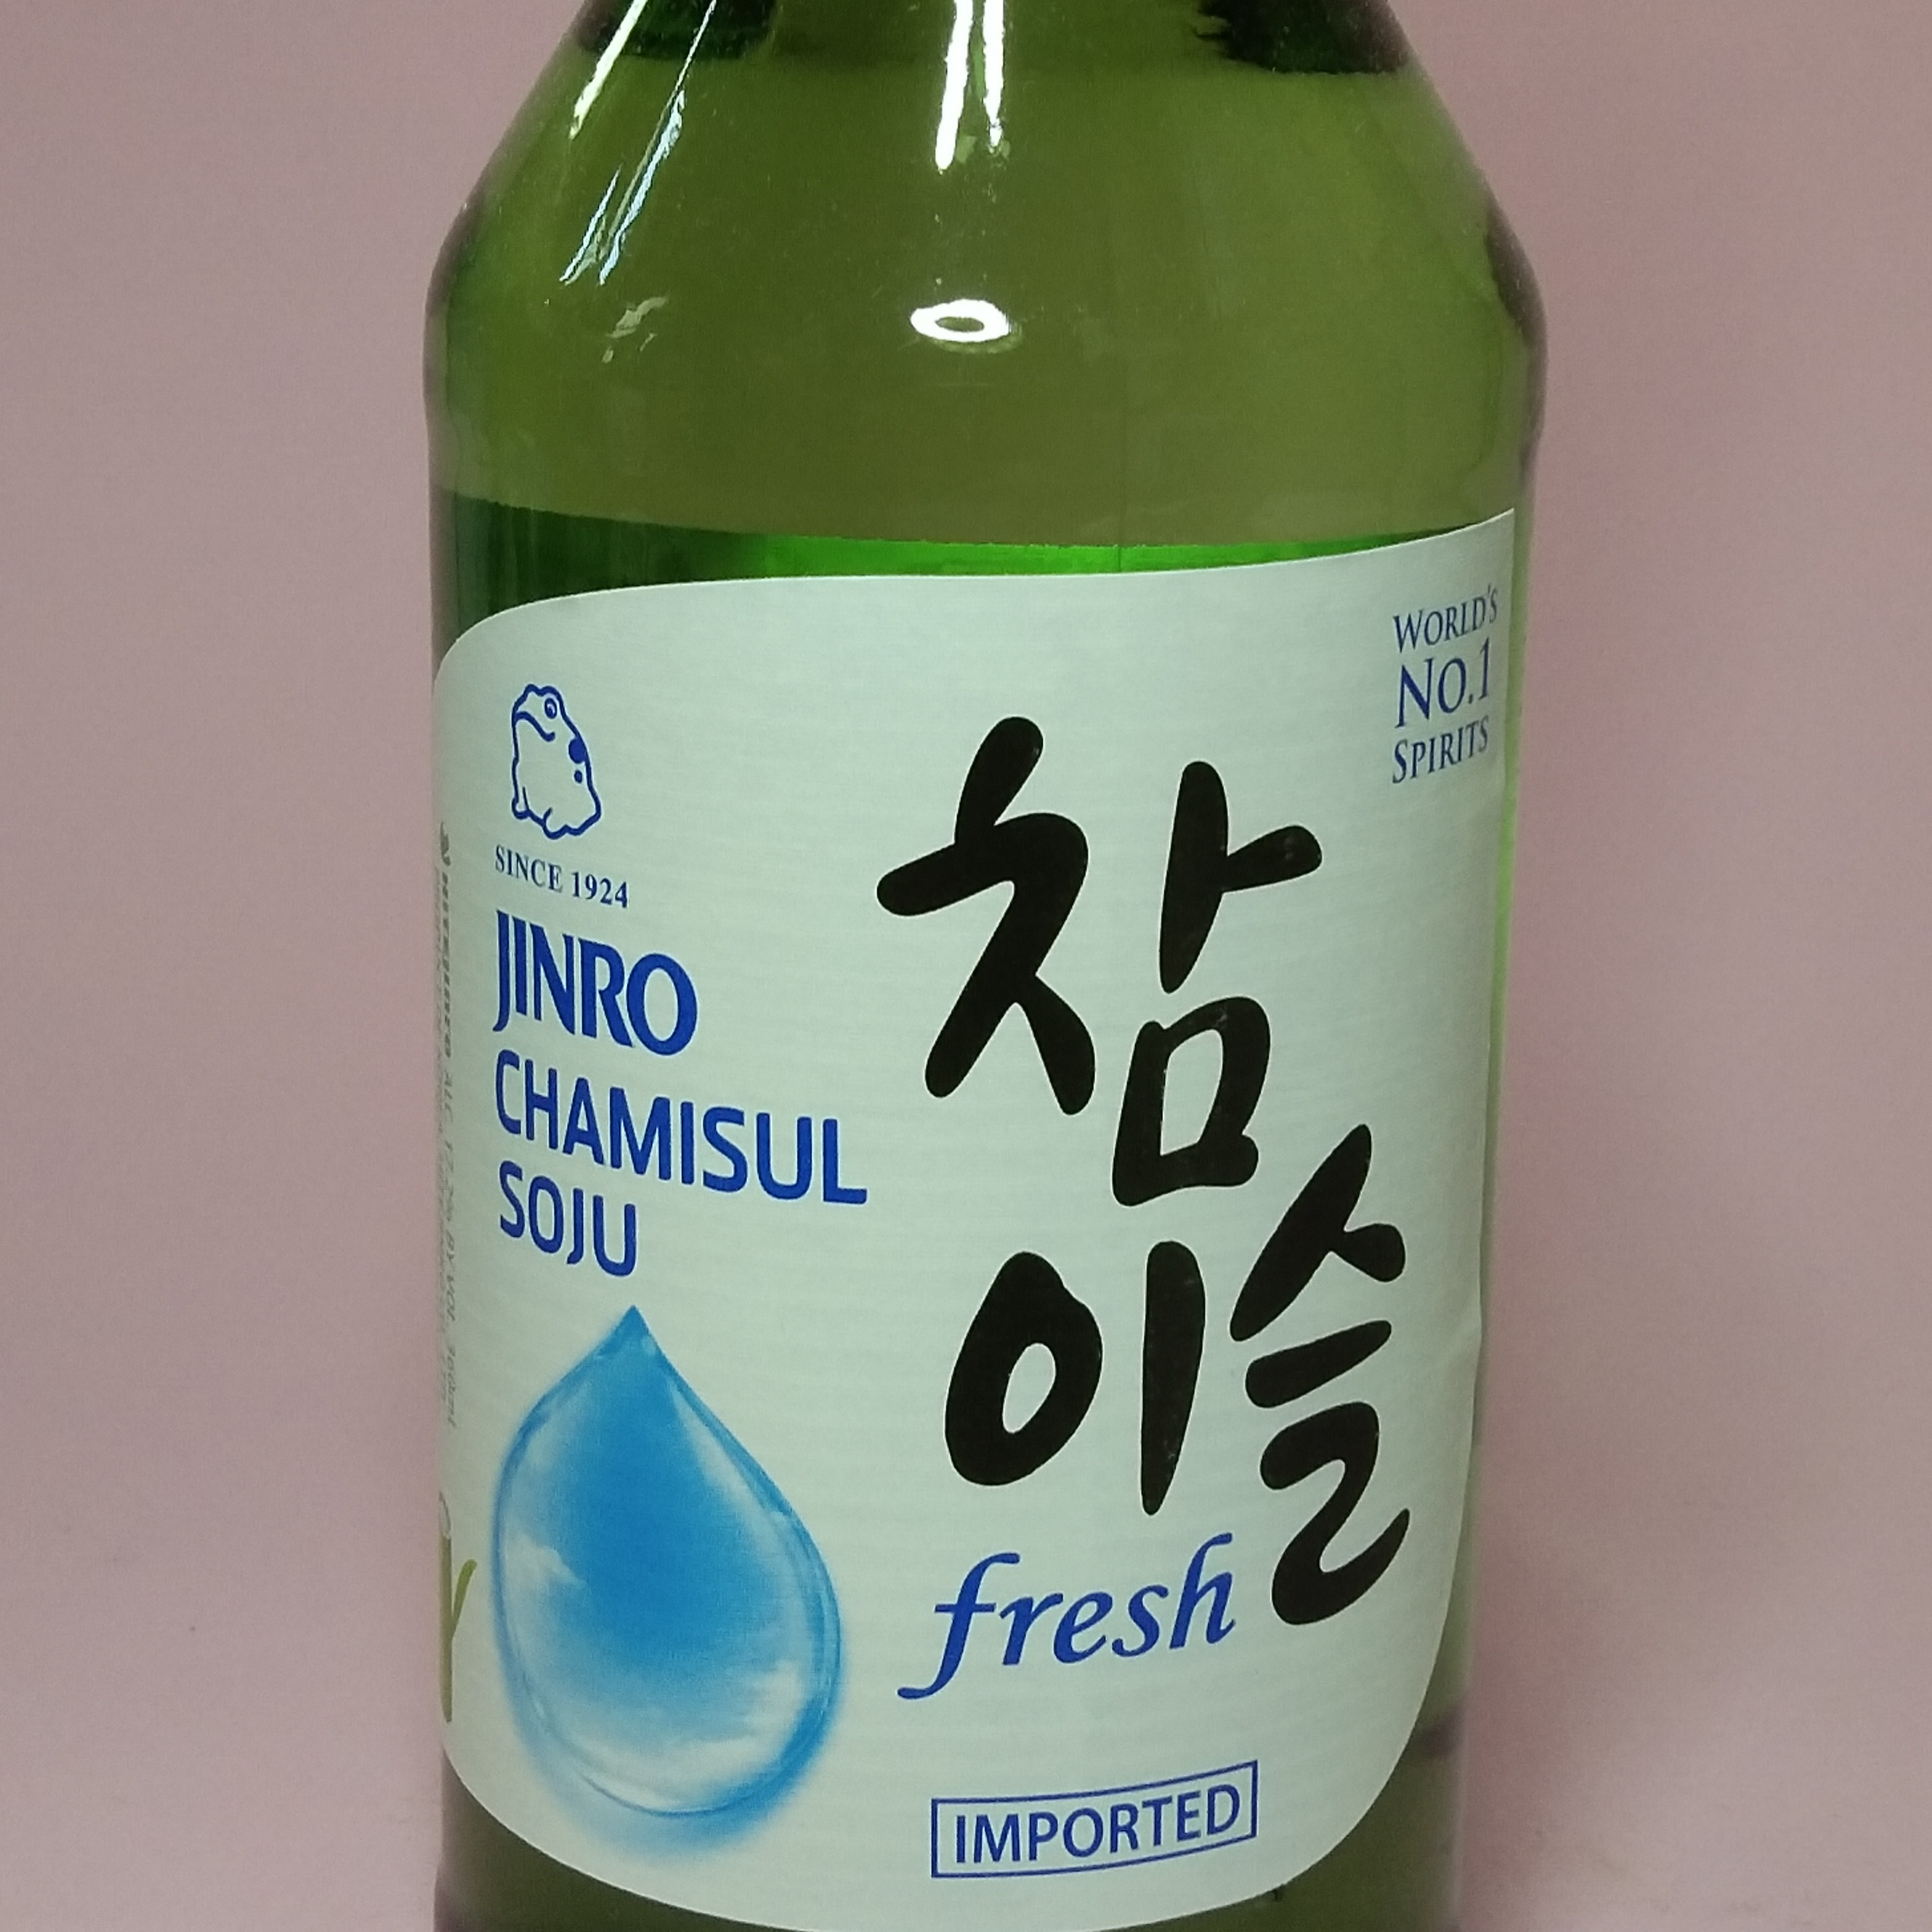 SINCE 1924
JINRO
CHAMISUL
SOJU
WORLD'S
NO.1
SPIRITS
참
이슬
fresh
IMPORTED